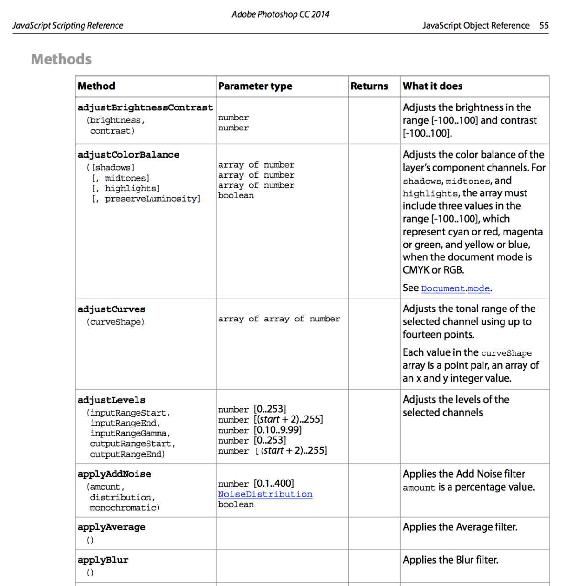 Adobe Photoshop CC 2014
JavaScript Scripting Reference
JavaScript Object Reference 55
Methods
Method Parameter type Returns What it does
adjustBrightnessContrast
(brightness,
contrast)
number
number
Adjusts the brightness in the
range [-100..100] and contrast
[-100..100].
adjustColorBalance
([shadows]
[, midtones]
[, highlights]
[, preserveLuminosity]
array of number
array of number
array of number
boolean
Adjusts the color balance of the
layer's component channels. For
shadows, midtones, and
highlights, the array must
include three values in the
range [-100..100], which
represent cyan or red, magenta
or green, and yellow or blue,
when the document mode is
CMYK or RGB.
See Document.mode.
adjustCurves
(curveShape)
array of array of number
Adjusts the tonal range of the
selected channel using up to
fourteen points.
Each value in the curveShape
array is a point pair, an array of
an x and y integer value.
adjustLevels
(inputRangeStart,
inputRangeEnd,
inputRangeGamma,
outputRangeStart,
outputRangeEnd)
number [0..253]
number [(start + 2)..255]
number [0.10..9.99]
number [0..253]
number [(start + 2)..255]
Adjusts the levels of the
selected channels
applyAddNoise
(amount,
distribution,
monochromatic)
number [0.1..400]
NoiseDistribution
boolean
Applies the Add Noise filter
amount is a percentage value.
applyAverage
()
Applies the Average filter.
applyBlur
()
Applies the Blur filter.